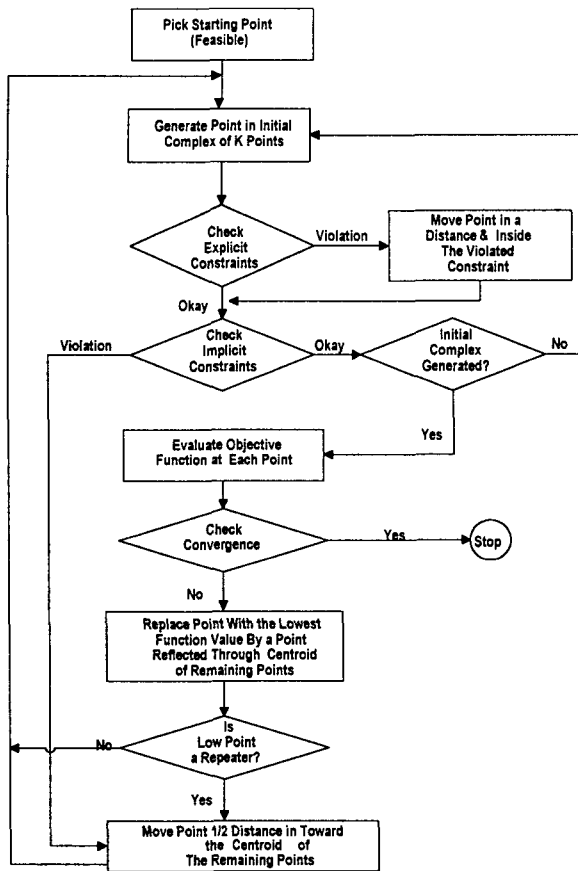 Pick Starting Point
(Feasible)
Generate Point in Initial
Complex of K Points
Check
Explicit
Constraints
Violation
Move Point in a
Distance & Inside
The Violated
Constraint
Okay
Violation
Check
Implicit
Constraints
Okay
Initial
Complex
Generated?
No
Yes
Evaluate Objective
Function at Each Point
Check
Convergence
Yes
Stop
No
Replace Point With the Lowest
Function Value By a Point
Reflected Through Centroid
of Remaining Points
Is
Low Point
a Repeater?
No
Yes
Move Point 1/2 Distance in Toward
the Centroid of
The Remaining Points